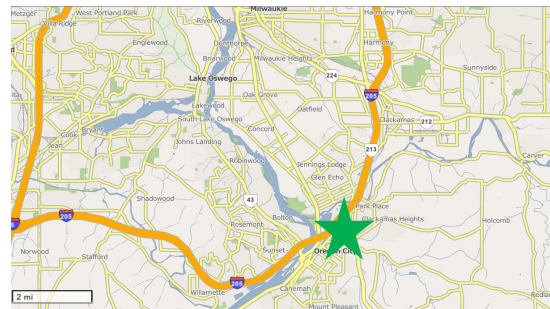 Metzger
West Portland Park
Villa Ridge
Milwaukie
Harmony Point
Riverwood
Englewood
Dunthorpe
Harmony
Briarwood
Milwaukie Heights
Sunnyside
Lake Oswego
224
205
Oak Grove
Lakewood
Oatfield
South Lake Oswego
Clackamas
212
Cook
Bryant
Concord
Jean
Johns Landing
213
Carver
Robinwood
Jennings Lodge
Glen Echo
Shadowood
43
Park Place
205
Bolton
Clackamas Heights
Holcomb
Rosemont
Norwood
Stafford
Sunset
Oregon City
205
Willamette
Canemah
2 mi
Mount Pleasant